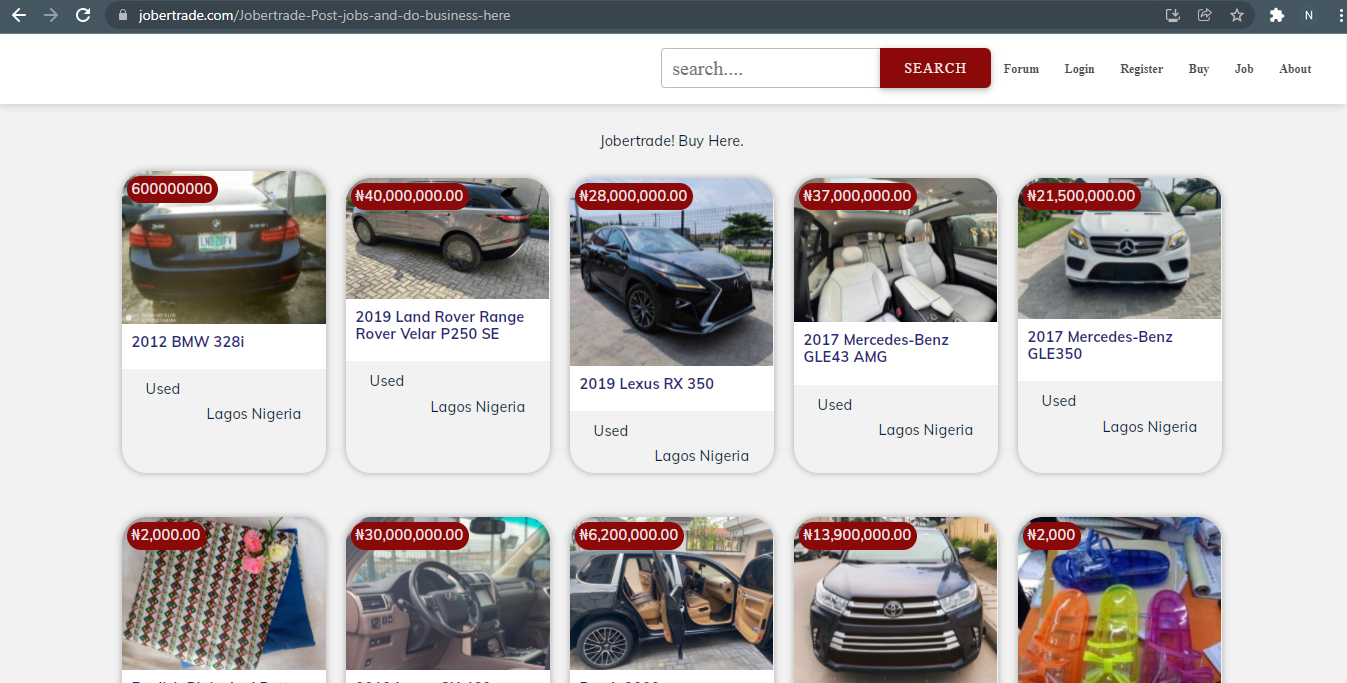 jobertrade.com/Jobertrade-Post-jobs-and-do-business-here
N
search....
SEARCH
Forum
Login
Register
Buy
Job
About
Jobertrade! Buy Here.
600000000
2012 BMW 328i
Used
Lagos Nigeria
₦40,000,000.00
2019 Land Rover Range
Rover Velar P250 SE
Used
Lagos Nigeria
₦28,000,000.00
2019 Lexus RX 350
Used
Lagos Nigeria
₦37,000,000.00
2017 Mercedes-Benz
GLE43 AMG
Used
Lagos Nigeria
₦21,500,000.00
2017 Mercedes-Benz
GLE350
Used
Lagos Nigeria
₦2,000.00
₦30,000,000.00
₦6,200,000.00
₦13,900,000.00
₦2,000